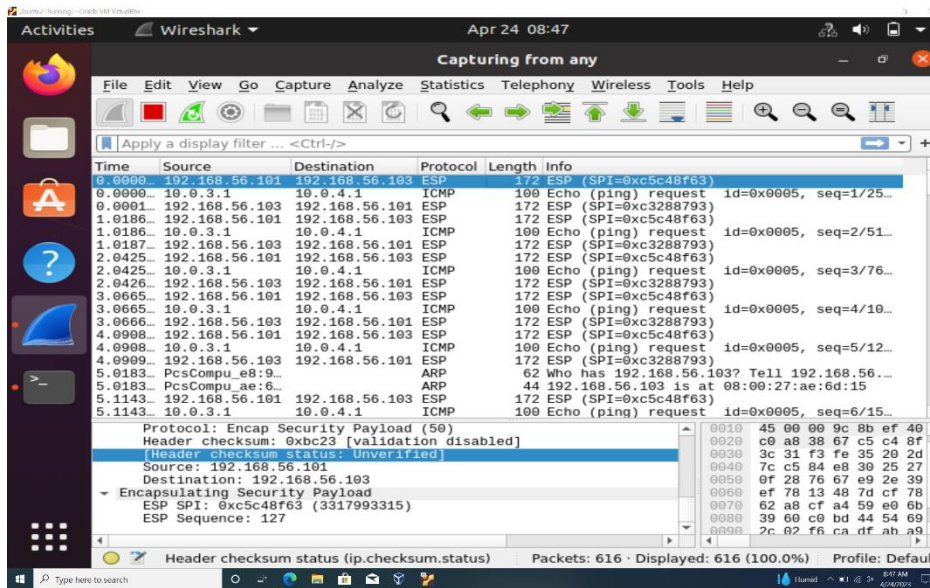 Ubuntu2 [Running] - Oracle VM VirtualBox
Activities Wireshark Apr 24 08:47
Capturing from any
File Edit View Go Capture Analyze Statistics Telephony Wireless Tools Help
Apply a display filter ... <Ctrl-/>
Time Source Destination Protocol Length Info
0.0000… 192.168.56.101 192.168.56.103 ESP 172 ESP (SPI=0xc5c48f63)
0.0000… 10.0.3.1 10.0.4.1 ICMP 100 Echo (ping) request id=0x0005, seq=1/25…
0.0001… 192.168.56.103 192.168.56.101 ESP 172 ESP (SPI=0xc3288793)
1.0186… 192.168.56.101 192.168.56.103 ESP 172 ESP (SPI=0xc5c48f63)
1.0186… 10.0.3.1 10.0.4.1 ICMP 100 Echo (ping) request id=0x0005, seq=2/51…
1.0187… 192.168.56.103 192.168.56.101 ESP 172 ESP (SPI=0xc3288793)
2.0425… 192.168.56.101 192.168.56.103 ESP 172 ESP (SPI=0xc5c48f63)
2.0425… 10.0.3.1 10.0.4.1 ICMP 100 Echo (ping) request id=0x0005, seq=3/76…
2.0426… 192.168.56.103 192.168.56.101 ESP 172 ESP (SPI=0xc3288793)
3.0665… 192.168.56.101 192.168.56.103 ESP 172 ESP (SPI=0xc5c48f63)
3.0665… 10.0.3.1 10.0.4.1 ICMP 100 Echo (ping) request id=0x0005, seq=4/10…
3.0666… 192.168.56.103 192.168.56.101 ESP 172 ESP (SPI=0xc3288793)
4.0908… 192.168.56.101 192.168.56.103 ESP 172 ESP (SPI=0xc5c48f63)
4.0908… 10.0.3.1 10.0.4.1 ICMP 100 Echo (ping) request id=0x0005, seq=5/12…
4.0909… 192.168.56.103 192.168.56.101 ESP 172 ESP (SPI=0xc3288793)
5.0183… PcsCompu_e8:9… ARP 62 Who has 192.168.56.103? Tell 192.168.56.…
5.0183… PcsCompu_ae:6… ARP 44 192.168.56.103 is at 08:00:27:ae:6d:15
5.1143… 192.168.56.101 192.168.56.103 ESP 172 ESP (SPI=0xc5c48f63)
5.1143… 10.0.3.1 10.0.4.1 ICMP 100 Echo (ping) request id=0x0005, seq=6/15…
Protocol: Encap Security Payload (50)
Header checksum: 0xbc23 [validation disabled]
[Header checksum status: Unverified]
Source: 192.168.56.101
Destination: 192.168.56.103
Encapsulating Security Payload
ESP SPI: 0xc5c48f63 (3317993315)
ESP Sequence: 127
0010 45 00 00 9c 8b ef 40
0020 c0 a8 38 67 c5 c4 8f
0030 3c 31 f3 fe 35 20 2d
0040 7c c5 84 e8 30 25 27
0050 0f 28 76 67 e9 2e 39
0060 ef 78 13 48 7d cf 78
0070 62 a8 cf a4 59 e0 6b
0080 39 60 c0 bd 44 54 69
0090 2c 02 f6 ca df ab a9
Header checksum status (ip.checksum.status) Packets: 616 · Displayed: 616 (100.0%) Profile: Defaul
Type here to search
Humid 8:47 AM
4/24/2024